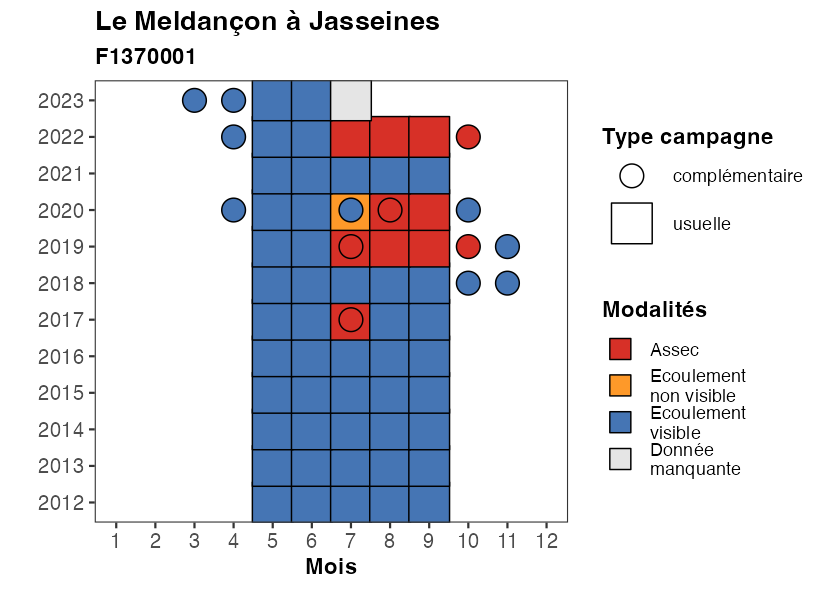 Le Meldançon à Jasseines
F1370001
2023
2022
2021
2020
2019
2018
2017
2016
2015
2014
2013
2012
1 2 3 4 5 6 7 8 9 10 11 12
Mois
Type campagne
complémentaire
usuelle
Modalités
Assec
Ecoulement
non visible
Ecoulement
visible
Donnée
manquante